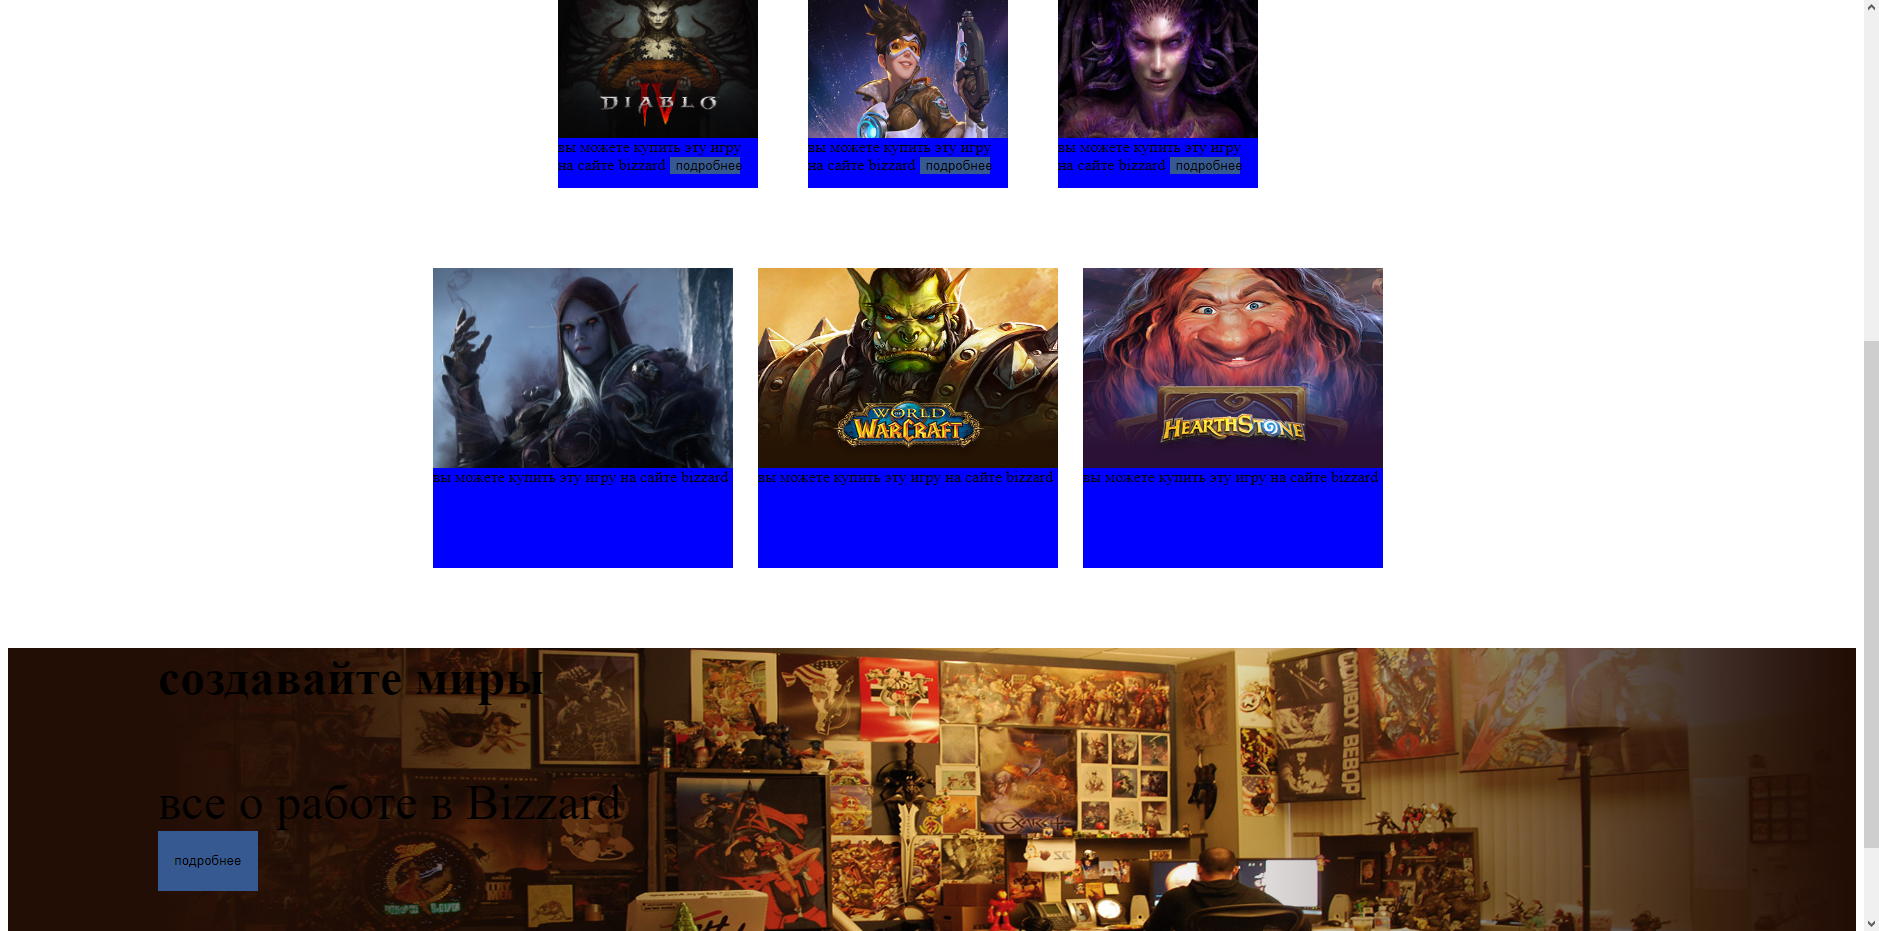 DIABLO
IV
вы можете купить эту игру
на сайте bizzard подробнее
вы можете купить эту игру
на сайте bizzard подробнее
вы можете купить эту игру
на сайте bizzard подробнее
WORLD
OF
WARCRAFT
HEARTHSTONE
вы можете купить эту игру на сайте bizzard
вы можете купить эту игру на сайте bizzard
вы можете купить эту игру на сайте bizzard
создавайте миры
COWBOY BEBOP
все о работе в Bizzard
подробнее